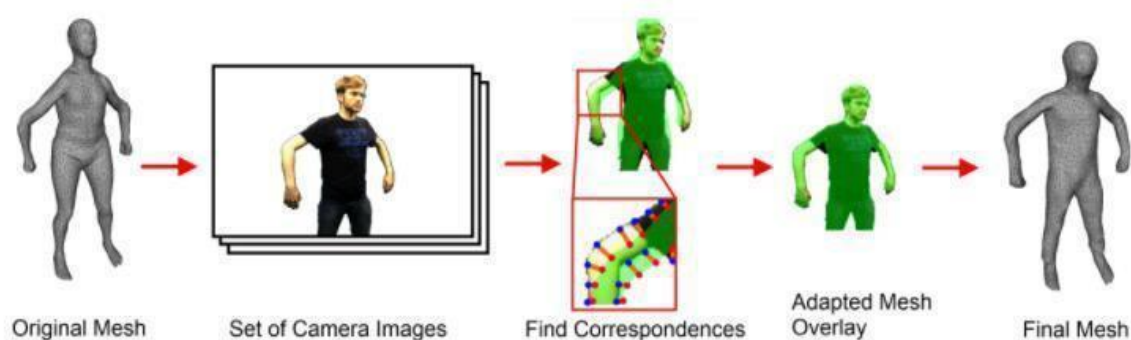 Original Mesh
Set of Camera Images
Find Correspondences
Adapted Mesh
Overlay
Final Mesh